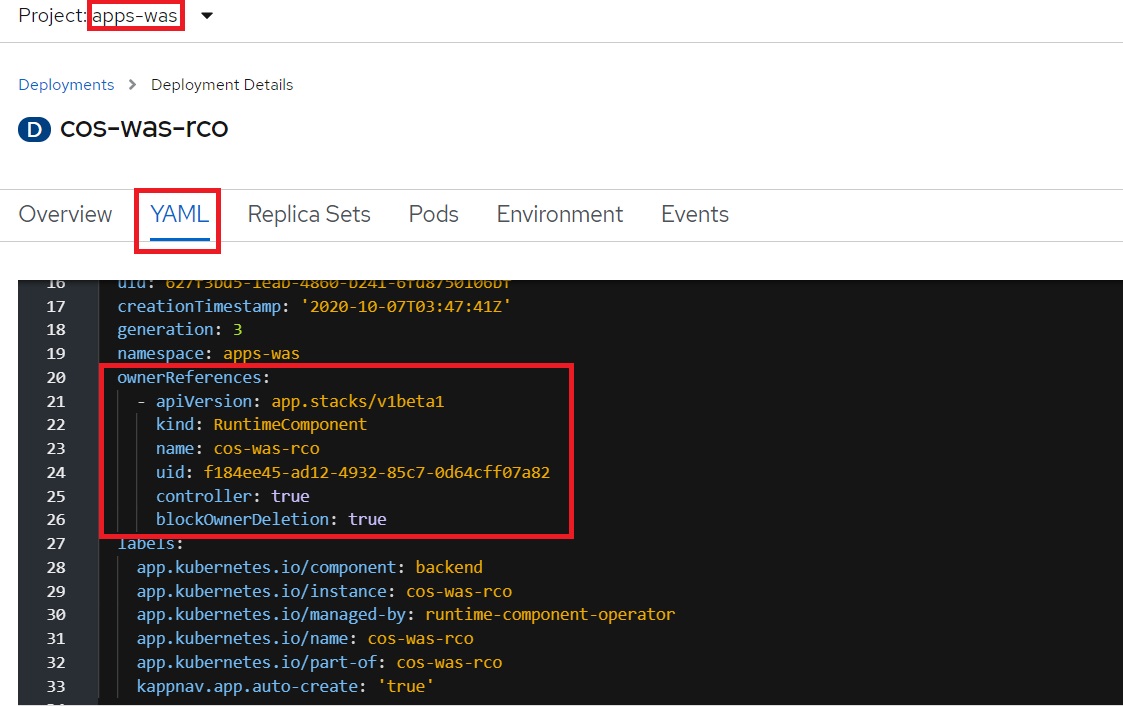 Project: apps-was
Deployments > Deployment Details
D cos-was-rco
Overview YAML Replica Sets Pods Environment Events
16 uid: 627f3bd5-1eab-4860-b241-6fd8750106bf
17 creationTimestamp: '2020-10-07T03:47:41Z'
18 generation: 3
19 namespace: apps-was
20 ownerReferences:
21 - apiVersion: app.stacks/v1beta1
22 kind: RuntimeComponent
23 name: cos-was-rco
24 uid: f184ee45-ad12-4932-85c7-0d64cff07a82
25 controller: true
26 blockOwnerDeletion: true
27 labels:
28 app.kubernetes.io/component: backend
29 app.kubernetes.io/instance: cos-was-rco
30 app.kubernetes.io/managed-by: runtime-component-operator
31 app.kubernetes.io/name: cos-was-rco
32 app.kubernetes.io/part-of: cos-was-rco
33 kappnav.app.auto-create: 'true'